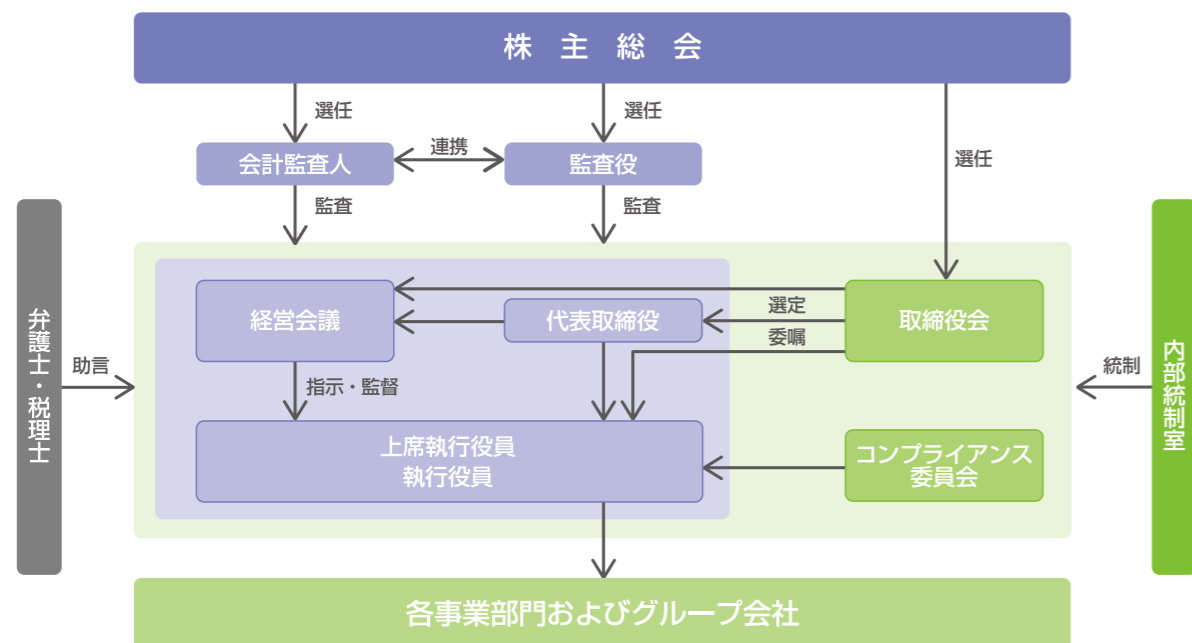 株主総会
選任
選任
選任
会計監査人
連携
監査役
監査
監査
弁護士・税理士
助言
経営会議
代表取締役
選定
委嘱
取締役会
統制
内部統制室
指示・監督
上席執行役員
執行役員
コンプライアンス
委員会
各事業部門およびグループ会社